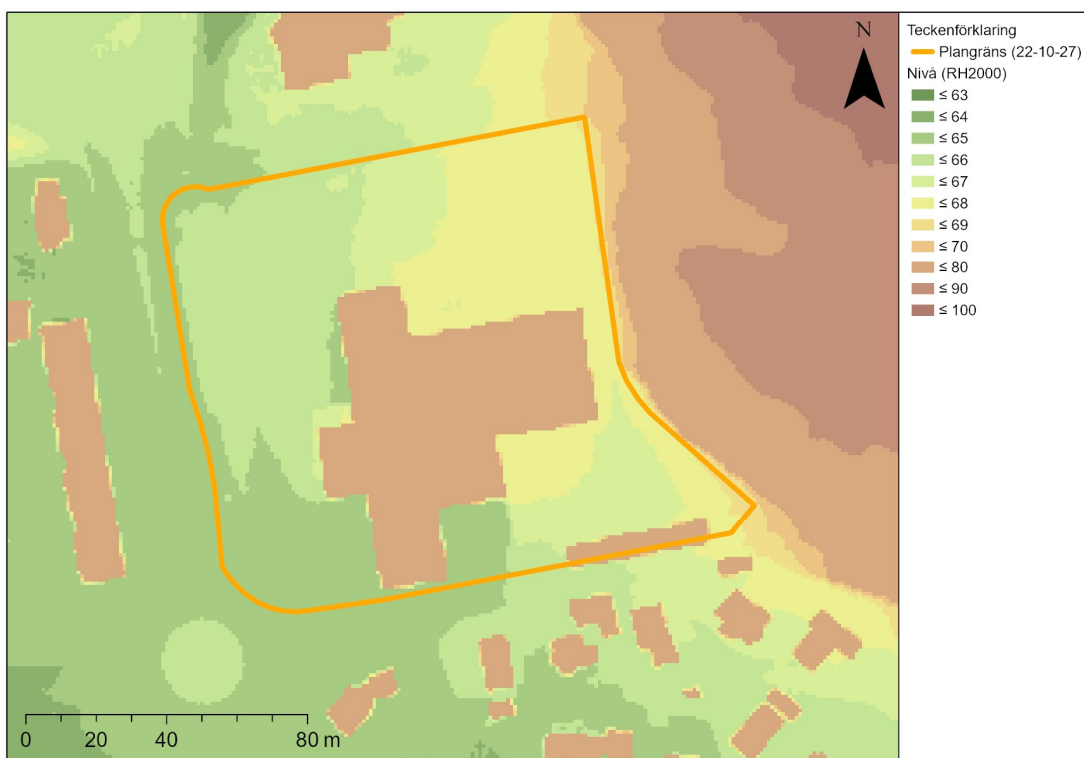 N
0 20 40 80 m
Teckenförklaring
Plangräns (22-10-27)
Nivå (RH2000)
≤ 63
≤ 64
≤ 65
≤ 66
≤ 67
≤ 68
≤ 69
≤ 70
≤ 80
≤ 90
≤ 100